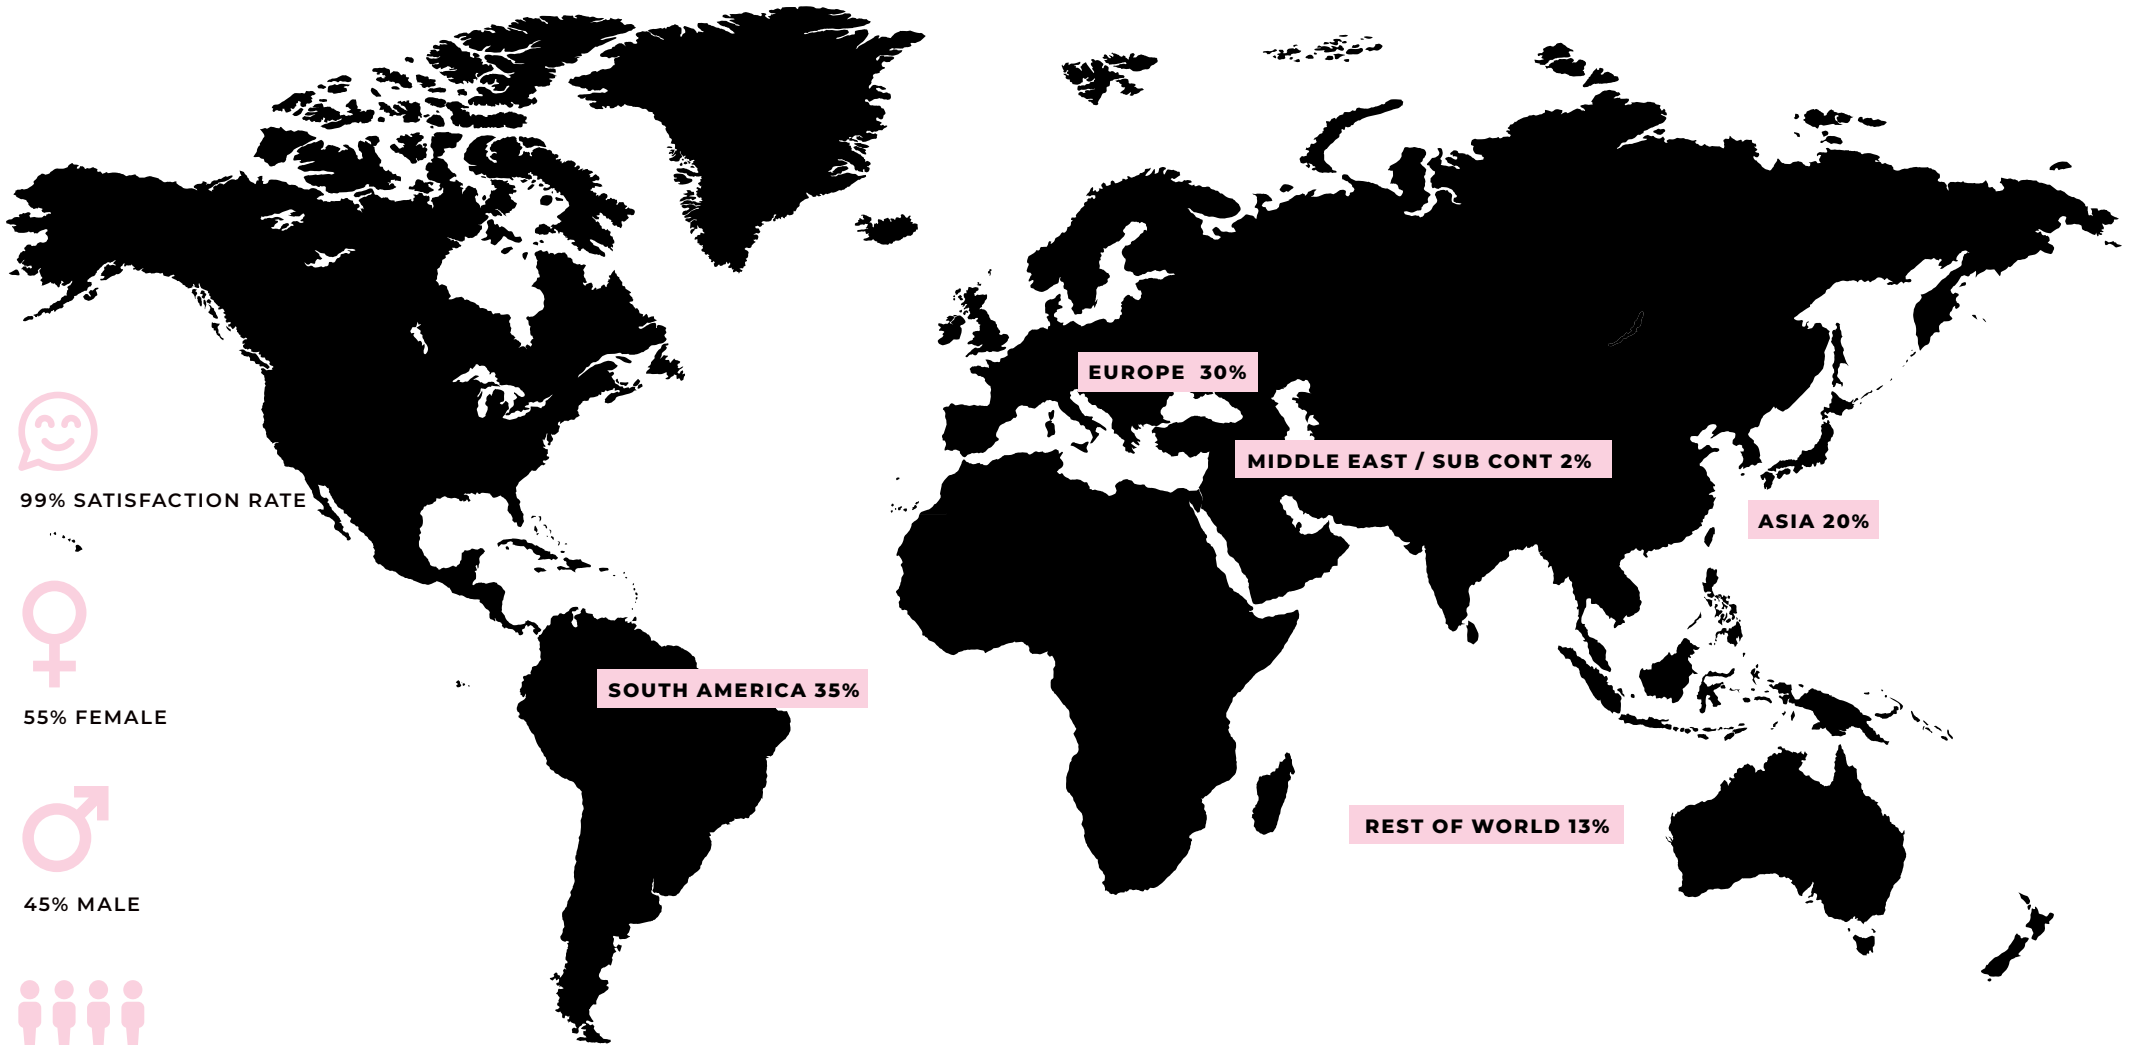 EUROPE  30%
MIDDLE EAST / SUB CONT 2%
99% SATISFACTION RATE
ASIA 20%
SOUTH AMERICA 35%
55% FEMALE
REST OF WORLD 13%
45% MALE